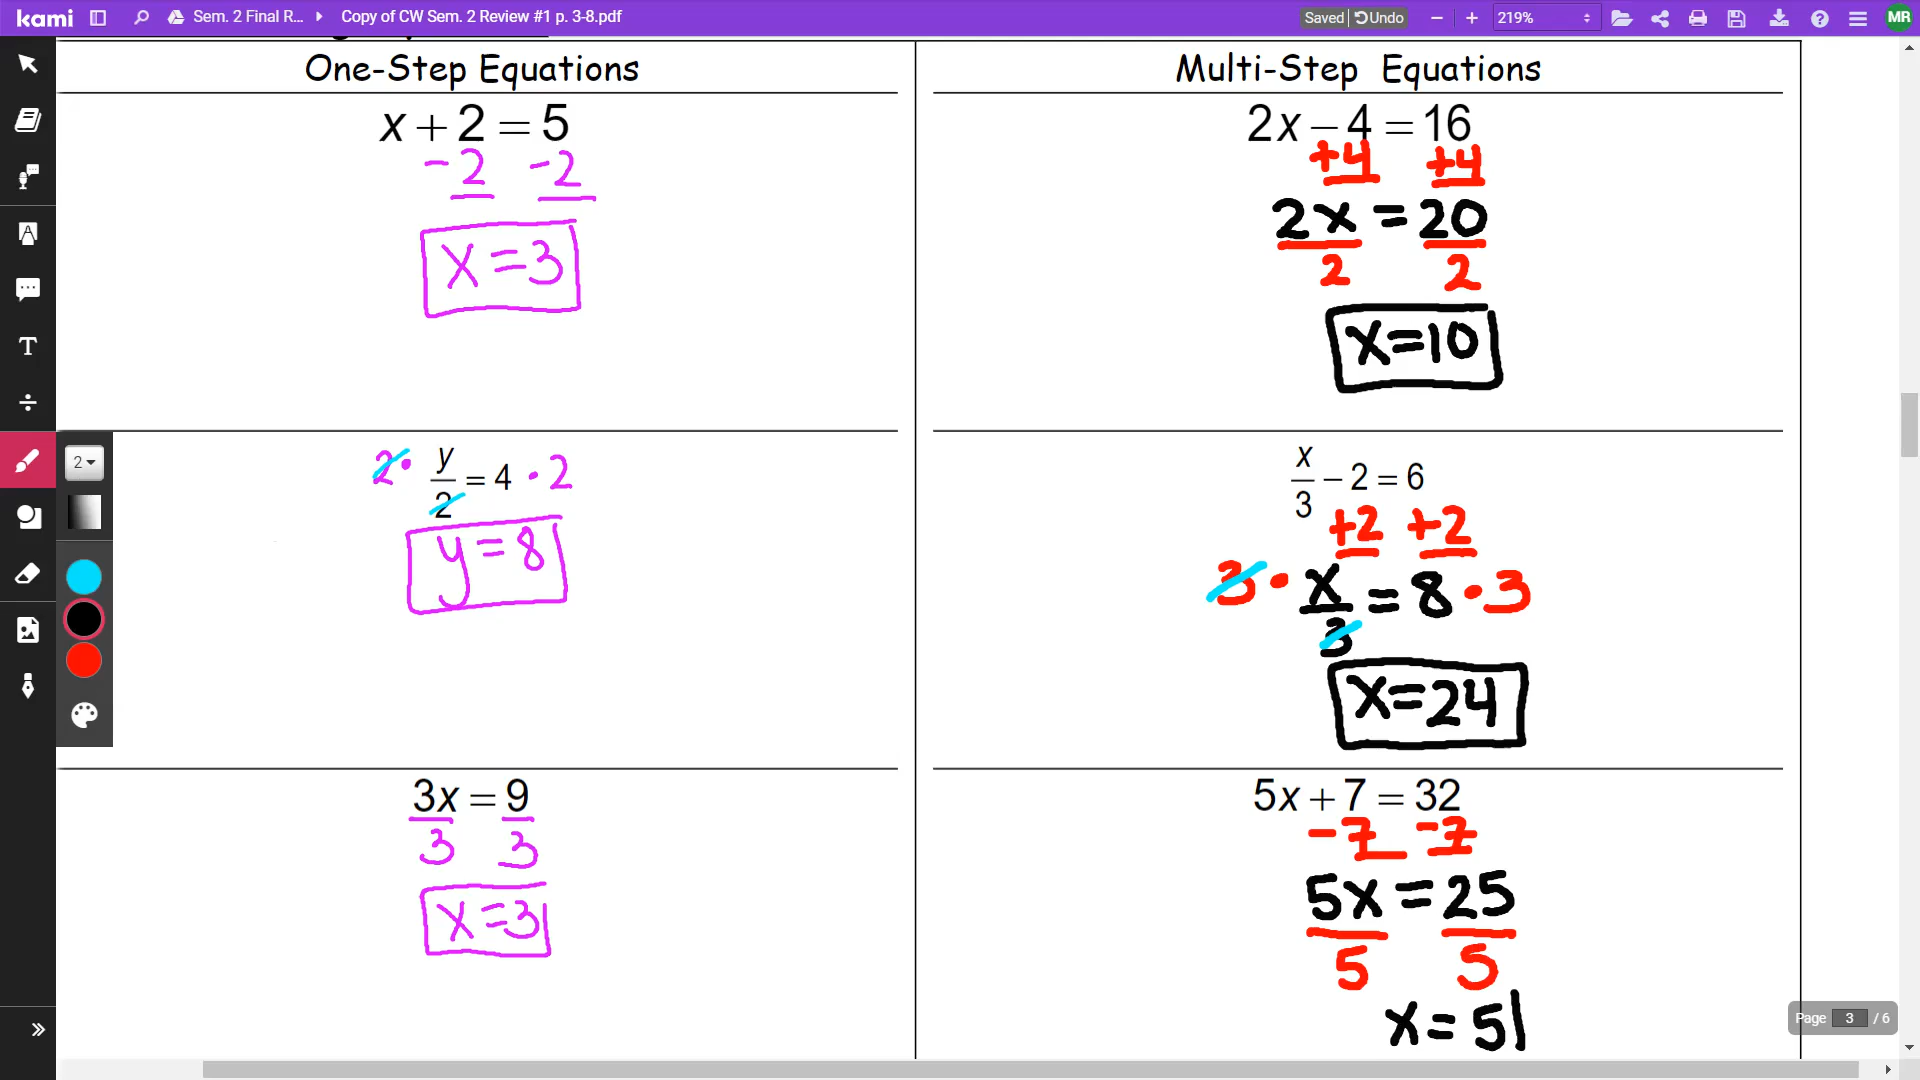 kami Sem. 2 Final R... Copy of CW Sem. 2 Review #1 p. 3-8.pdf Saved Undo 219% MR
One-Step Equations
x + 2 = 5
-2 -2
x = 3
2 • y/2 = 4 • 2
y = 8
3x = 9
3 3
x = 3
Multi-Step Equations
2x - 4 = 16
+4 +4
2x = 20
2 2
x = 10
x/3 - 2 = 6
+2 +2
3 • x/3 = 8 • 3
x = 24
5x + 7 = 32
-7 -7
5x = 25
5 5
x = 5
2
T
Page 3 / 6